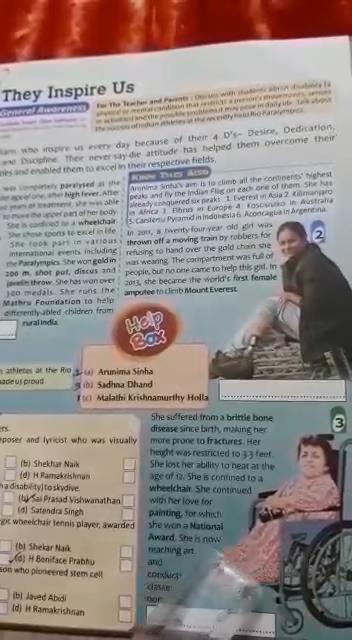 They Inspire Us
General Awareness
For The Teacher and Parents : Discuss with students about disability (a
physical or mental condition that restricts a person's movements, senses
or activities) and the possible problems it may pose in daily life. Talk about
the success of Indian athletes at the recently held Rio Paralympics.
who inspire us every day because of their 4 D's– Desire, Dedication,
and Discipline. Their never-say-die attitude has helped them overcome their
and enabled them to excel in their respective fields.
was completely paralysed at the
age of one, after high fever. After
years of treatment, she was able
to move the upper part of her body.
She is confined to a wheelchair.
She chose sports to excel in life.
She took part in various
international events including
the Paralympics. She won gold in
200 m, shot put, discus and
javelin throw. She has won over
300 medals. She runs the
Mathru Foundation to help
differently-abled children from
rural India.
Know This Also
Arunima Sinha's aim is to climb all the continents' highest
peaks and fly the Indian Flag on each one of them. She has
already conquered six peaks : 1. Everest in Asia 2. Kilimanjaro
in Africa 3. Elbrus in Europe 4. Kosciuszko in Australia
5. Carstensz Pyramid in Indonesia 6. Aconcagua in Argentina.
In 2011, a twenty-four-year old girl was
thrown off a moving train by robbers for
refusing to hand over the gold chain she
was wearing. The compartment was full of
people, but no one came to help this girl. In
2013, she became the world's first female
amputee to climb Mount Everest.
2
Help
Box
(a) Arunima Sinha
(b) Sadhna Dhand
(c) Malathi Krishnamurthy Holla
athletes at the Rio
made us proud.
ers.
poser and lyricist who was visually
(b) Shekhar Naik
(d) H Ramakrishnan
h a disability) to skydive.
(b) Sai Prasad Vishwanathan
(d) Satendra Singh
gic wheelchair tennis player, awarded
(b) Shekar Naik
(d) H Boniface Prabhu
son who pioneered stem cell
(b) Javed Abidi
(d) H Ramakrishnan
3
She suffered from a brittle bone
disease since birth, making her
more prone to fractures. Her
height was restricted to 3.3 feet.
She lost her ability to hear at the
age of 12. She is confined to a
wheelchair. She continued
with her love for
painting, for which
she won a National
Award. She is now
teaching art
and